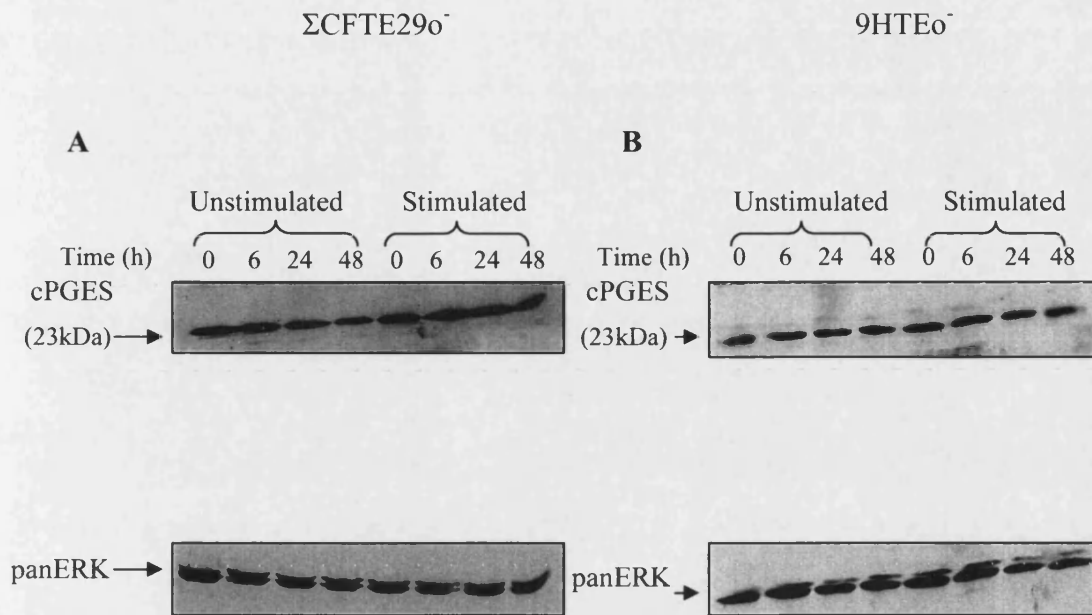 ΣCFTE29o⁻ 9HTEo⁻
A B
Unstimulated Stimulated Unstimulated Stimulated
Time (h) 0 6 24 48 0 6 24 48 Time (h) 0 6 24 48 0 6 24 48
cPGES cPGES
(23kDa) (23kDa)
panERK panERK